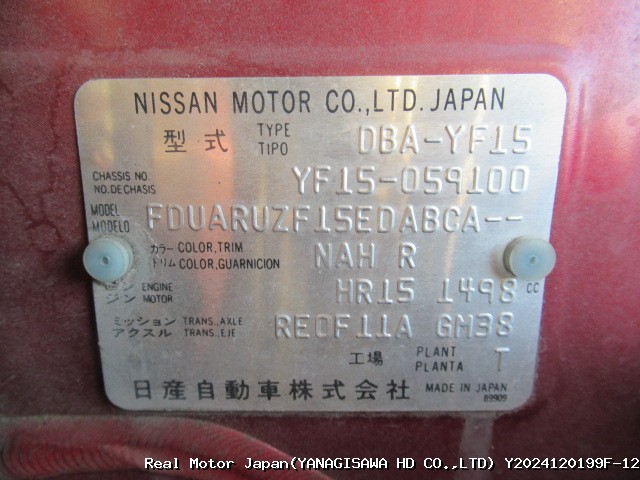 NISSAN MOTOR CO.,LTD. JAPAN
型式 TYPE TIPO DBA-YF15
CHASSIS NO. NO.DECHASIS YF15-059100
MODEL MODELO FDUARUZF15EDABCA--
カラー COLOR,TRIM
トリム COLOR,GUARNICION NAH R
ENGINE
ジン MOTOR HR15 1498 CC
ミッション TRANS.,AXLE
アクスル TRANS.,EJE RE0F11A GM38
工場 PLANT PLANTA T
日産自動車株式会社 MADE IN JAPAN
89909
Real Motor Japan(YANAGISAWA HD CO.,LTD) Y2024120199F-12